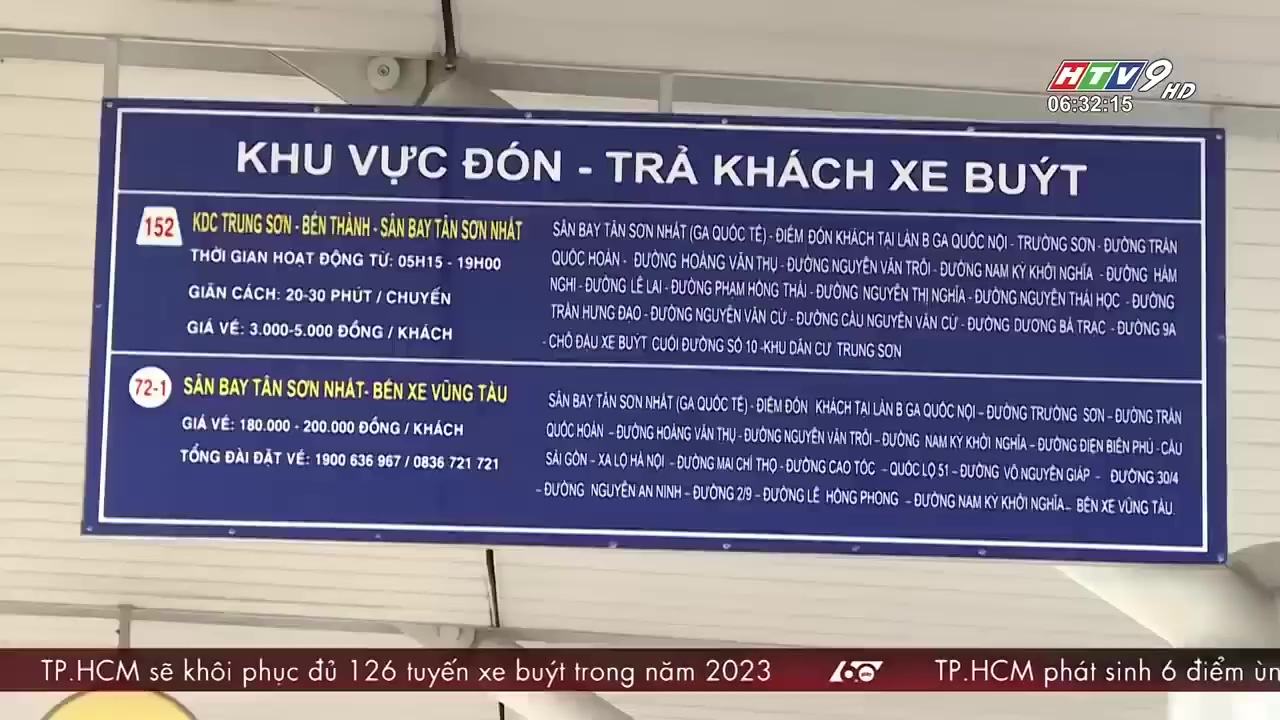 HTV9 HD
06:32:15
KHU VỰC ĐÓN - TRẢ KHÁCH XE BUÝT
152 KDC TRUNG SƠN - BẾN THÀNH - SÂN BAY TÂN SƠN NHẤT
THỜI GIAN HOẠT ĐỘNG TỪ: 05H15 - 19H00
GIÃN CÁCH: 20-30 PHÚT / CHUYẾN
GIÁ VÉ: 3.000-5.000 ĐỒNG / KHÁCH
SÂN BAY TÂN SƠN NHẤT (GA QUỐC TẾ) - ĐIỂM ĐÓN KHÁCH TẠI LÀN B GA QUỐC NỘI - TRƯỜNG SƠN - ĐƯỜNG TRẦN
QUỐC HOÀN - ĐƯỜNG HOÀNG VĂN THỤ - ĐƯỜNG NGUYỄN VĂN TRỖI - ĐƯỜNG NAM KỲ KHỞI NGHĨA - ĐƯỜNG HÀM
NGHI - ĐƯỜNG LÊ LAI - ĐƯỜNG PHẠM HỒNG THÁI - ĐƯỜNG NGUYỄN THỊ NGHĨA - ĐƯỜNG NGUYỄN THÁI HỌC - ĐƯỜNG
TRẦN HƯNG ĐẠO - ĐƯỜNG NGUYỄN VĂN CỪ - ĐƯỜNG CẦU NGUYỄN VĂN CỪ - ĐƯỜNG DƯƠNG BÁ TRẠC - ĐƯỜNG 9A
- CHỖ ĐẬU XE BUÝT CUỐI ĐƯỜNG SỐ 10 -KHU DÂN CƯ TRUNG SƠN
72-1 SÂN BAY TÂN SƠN NHẤT- BẾN XE VŨNG TÀU
GIÁ VÉ: 180.000 - 200.000 ĐỒNG / KHÁCH
TỔNG ĐÀI ĐẶT VÉ: 1900 636 967 / 0836 721 721
SÂN BAY TÂN SƠN NHẤT (GA QUỐC TẾ) - ĐIỂM ĐÓN KHÁCH TẠI LÀN B GA QUỐC NỘI – ĐƯỜNG TRƯỜNG SƠN – ĐƯỜNG TRẦN
QUỐC HOÀN – ĐƯỜNG HOÀNG VĂN THỤ - ĐƯỜNG NGUYỄN VĂN TRỖI – ĐƯỜNG NAM KỲ KHỞI NGHĨA – ĐƯỜNG ĐIỆN BIÊN PHỦ -CẦU
SÀI GÒN – XA LỘ HÀ NỘI – ĐƯỜNG MAI CHÍ THỌ - ĐƯỜNG CAO TỐC – QUỐC LỘ 51 – ĐƯỜNG VÕ NGUYÊN GIÁP – ĐƯỜNG 30/4
– ĐƯỜNG NGUYỄN AN NINH – ĐƯỜNG 2/9 – ĐƯỜNG LÊ HỒNG PHONG – ĐƯỜNG NAM KỲ KHỞI NGHĨA – BẾN XE VŨNG TÀU.
TP.HCM sẽ khôi phục đủ 126 tuyến xe buýt trong năm 2023 60 TP.HCM phát sinh 6 điểm ùn